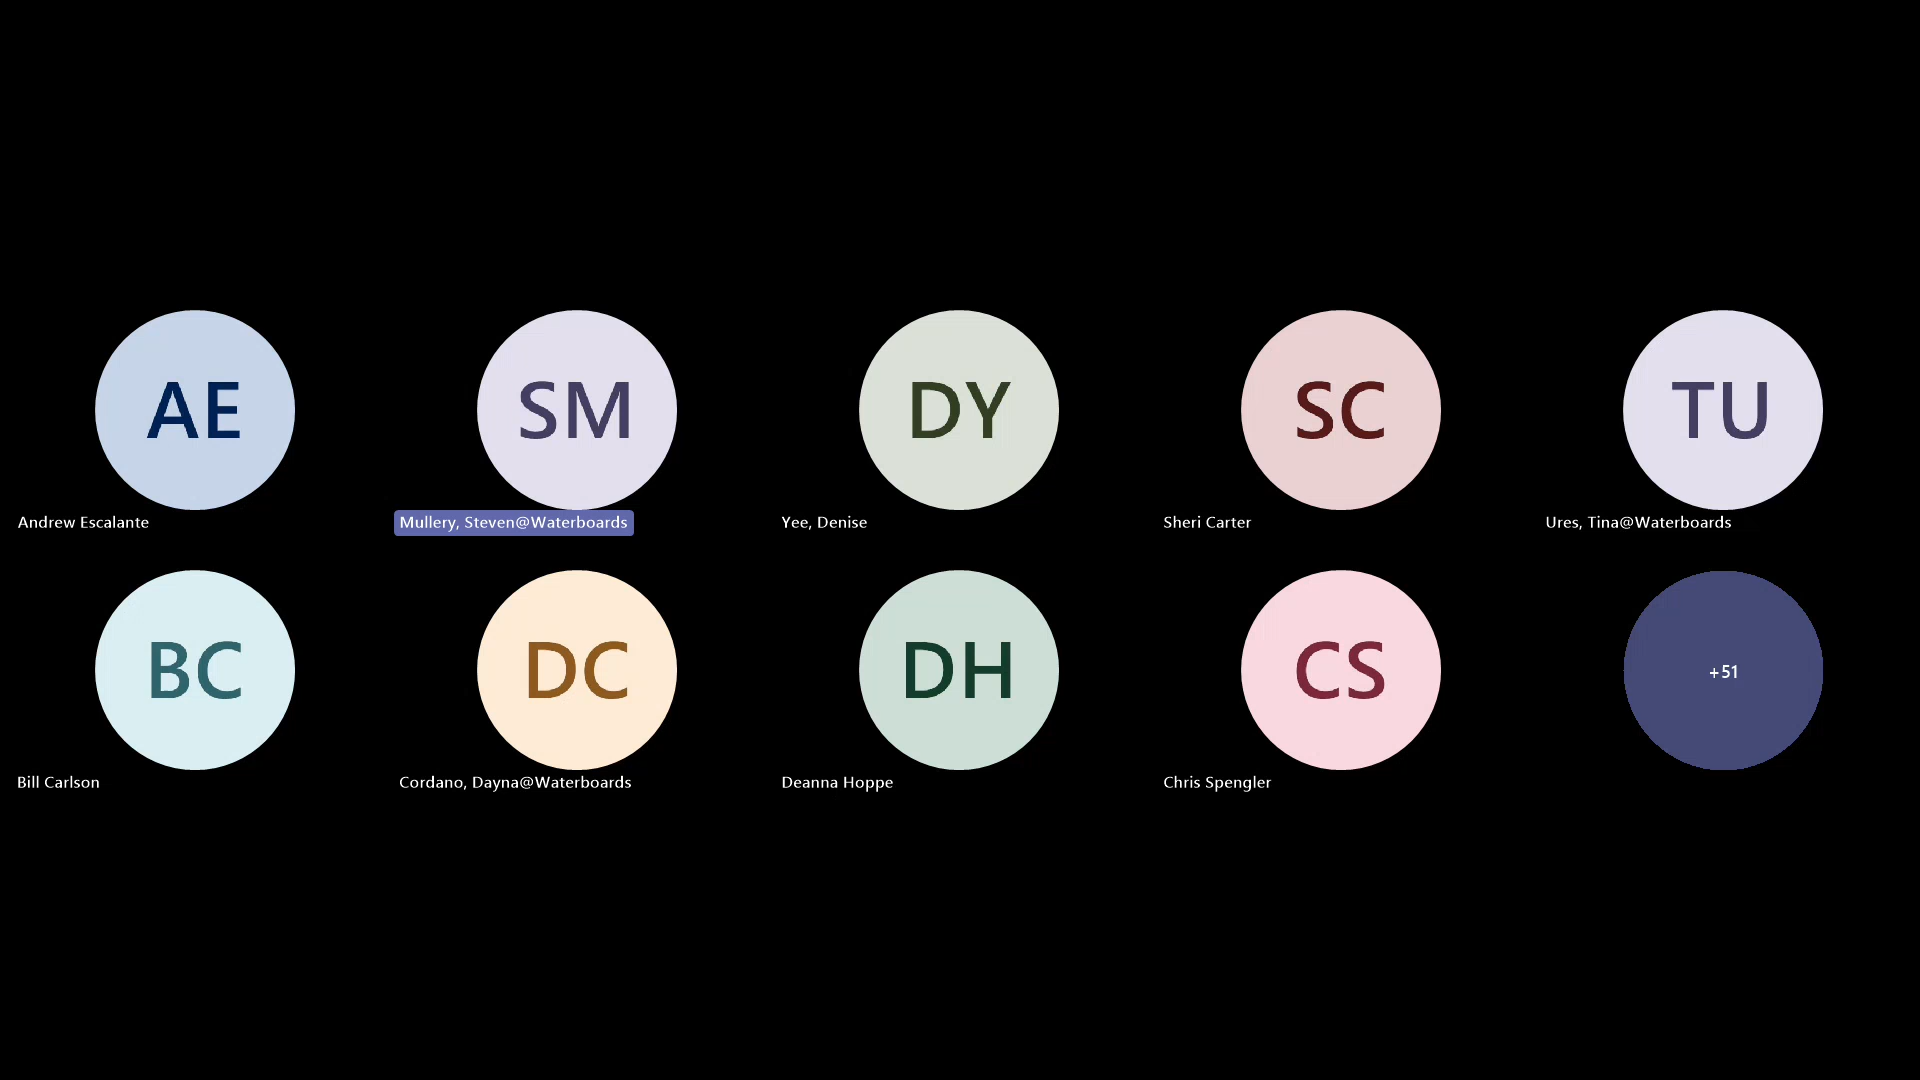 AE
SM
DY
SC
TU
Andrew Escalante
Mullery, Steven@Waterboards
Yee, Denise
Sheri Carter
Ures, Tina@Waterboards
BC
DC
DH
CS
+51
Bill Carlson
Cordano, Dayna@Waterboards
Deanna Hoppe
Chris Spengler